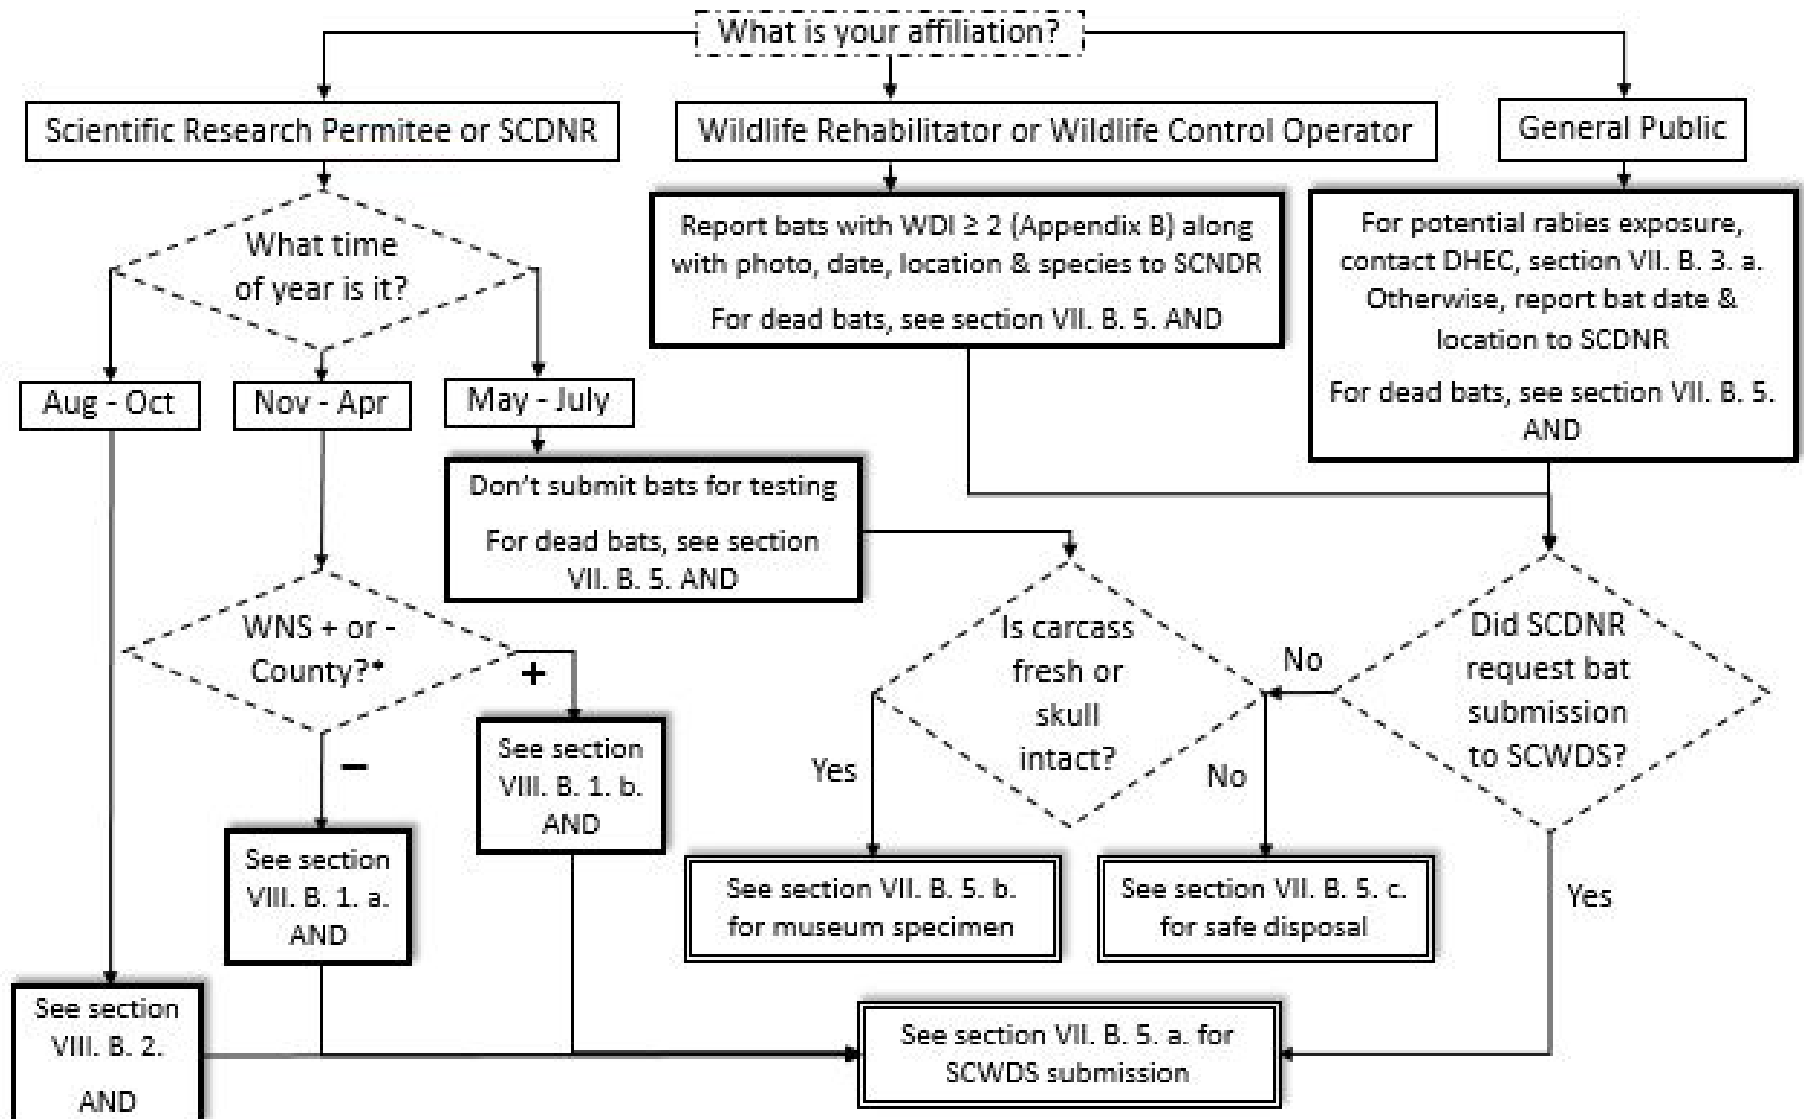 What is your affiliation?
Scientific Research Permitee or SCDNR
Wildlife Rehabilitator or Wildlife Control Operator
General Public
What time
of year is it?
Report bats with WDI ≥ 2 (Appendix B) along
with photo, date, location & species to SCNDR
For dead bats, see section VII. B. 5. AND
For potential rabies exposure,
contact DHEC, section VII. B. 3. a.
Otherwise, report bat date &
location to SCDNR
For dead bats, see section VII. B. 5.
AND
Aug - Oct
Nov - Apr
May - July
Don't submit bats for testing
For dead bats, see section
VII. B. 5. AND
WNS + or -
County?*
+
−
See section
VIII. B. 1. b.
AND
See section
VIII. B. 1. a.
AND
See section
VIII. B. 2.
AND
Is carcass
fresh or
skull
intact?
Yes
No
No
Did SCDNR
request bat
submission
to SCWDS?
Yes
See section VII. B. 5. b.
for museum specimen
See section VII. B. 5. c.
for safe disposal
See section VII. B. 5. a. for
SCWDS submission